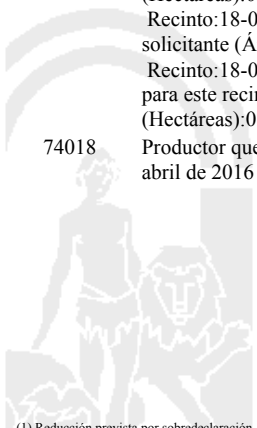 (Hectáreas):0
Recinto:18-0
solicitante (Á
Recinto:18-0
para este recin
(Hectáreas):0
74018 Productor que
abril de 2016
(1) Reducción prevista por sobredeclaración